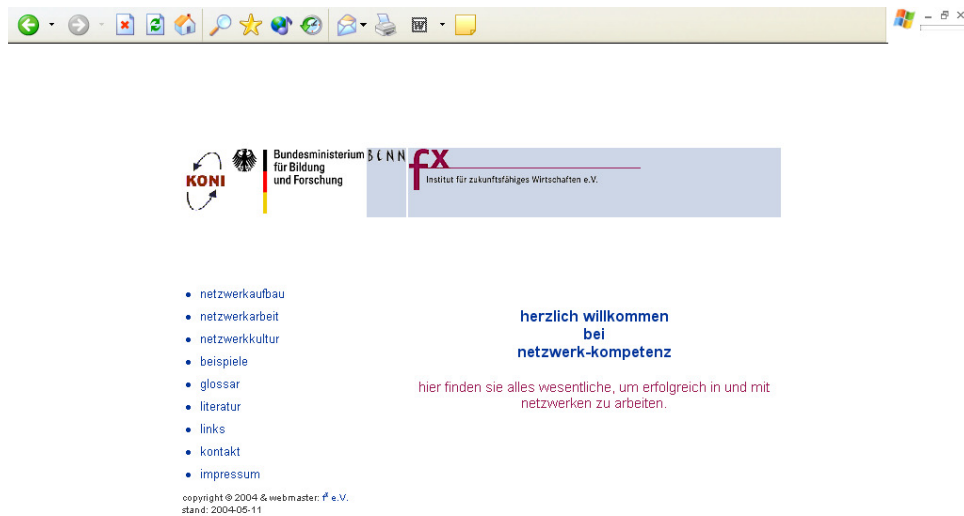 KONI
Bundesministerium
für Bildung
und Forschung
BENN
fx
Institut für zukunftsfähiges Wirtschaften e.V.
netzwerkaufbau
netzwerkarbeit
netzwerkkultur
beispiele
glossar
literatur
links
kontakt
impressum
copyright © 2004 & webmaster: fx e.V.
stand: 2004-05-11
herzlich willkommen
bei
netzwerk-kompetenz
hier finden sie alles wesentliche, um erfolgreich in und mit
netzwerken zu arbeiten.